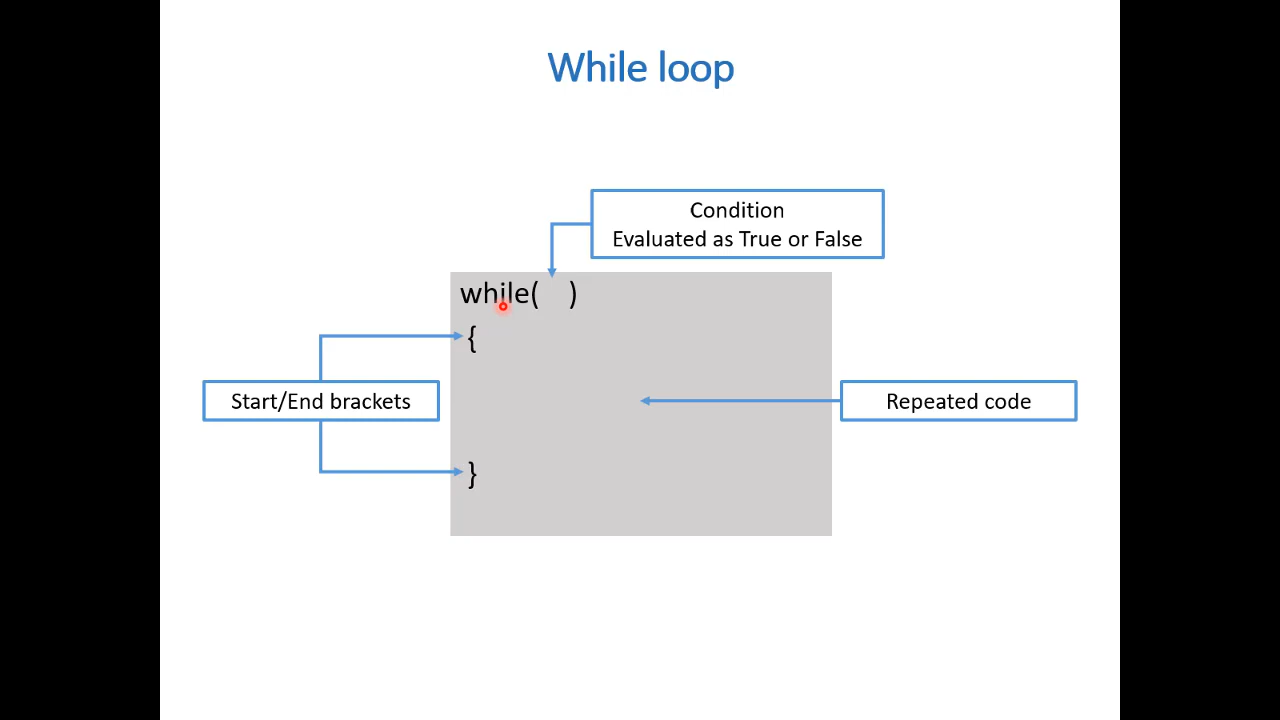 While loop
Condition
Evaluated as True or False
while( )
{
Start/End brackets
Repeated code
}